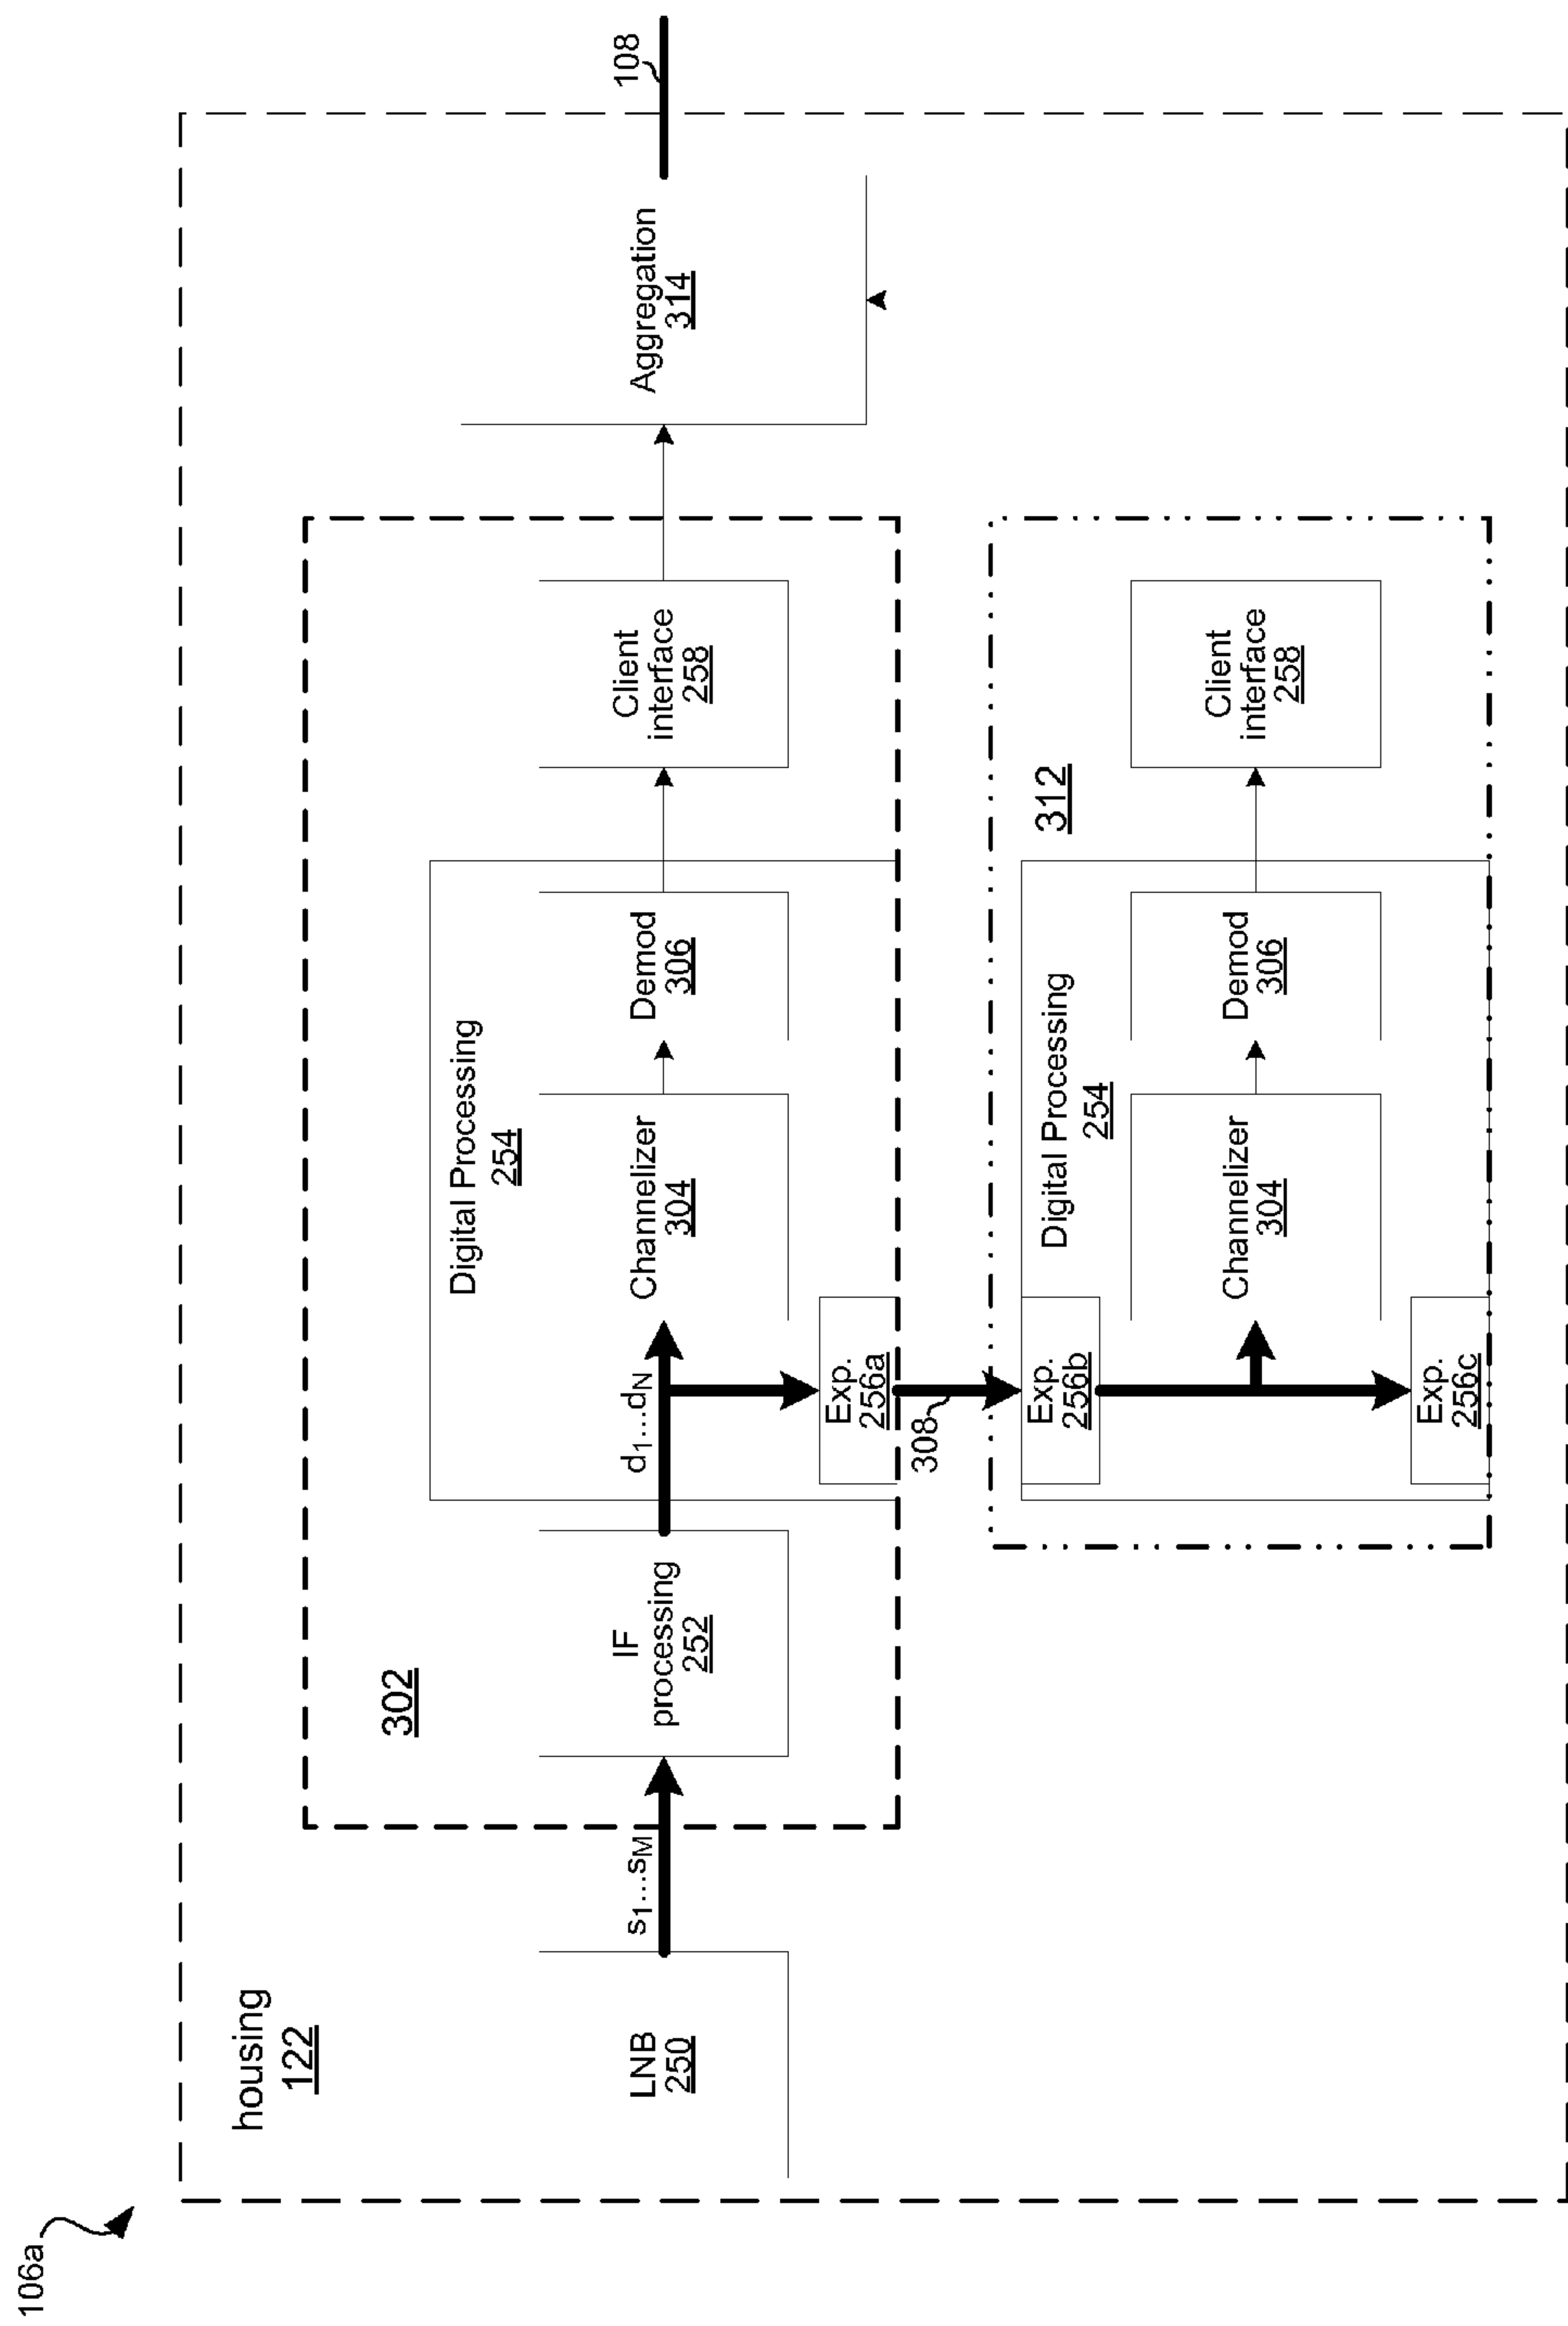 106a
housing
122
LNB
250
s1...sM
302
IF
processing
252
d1...dN
Digital Processing
254
Channelizer
304
Demod
306
Exp.
256a
Client
interface
258
Aggregation
314
108
308
312
Exp.
256b
Digital Processing
254
Channelizer
304
Demod
306
Exp.
256c
Client
interface
258